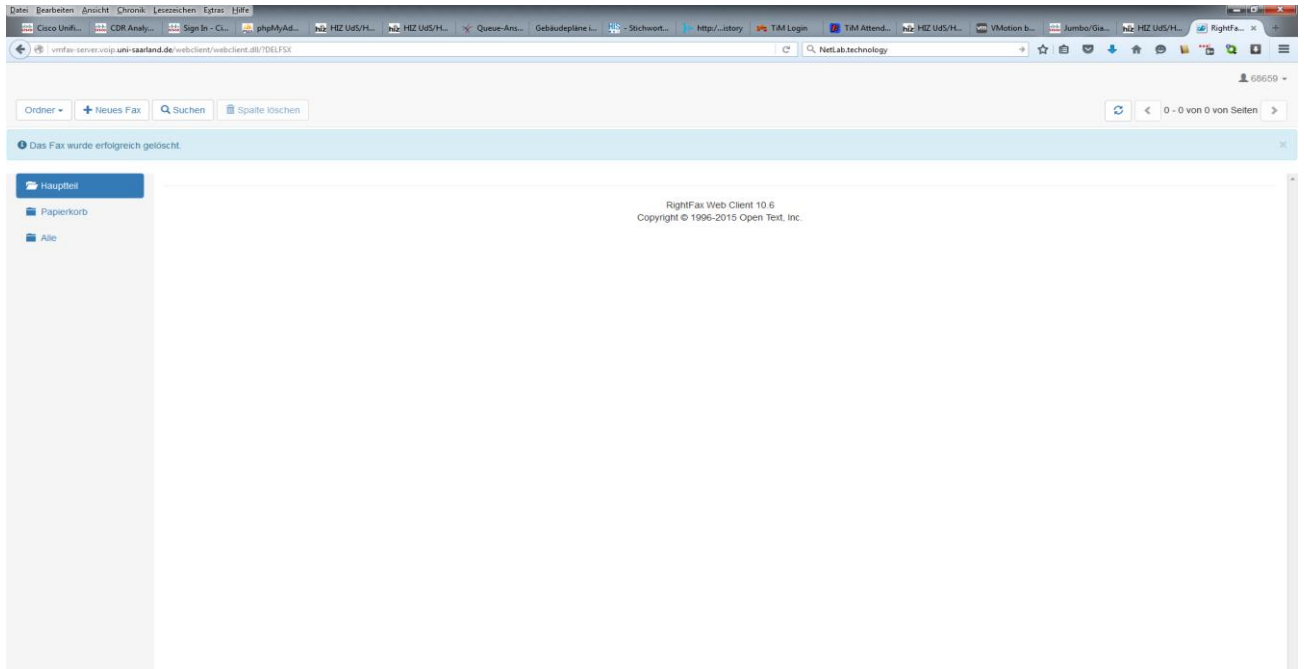 Datei Bearbeiten Ansicht Chronik Lesezeichen Extras Hilfe
Cisco Unifi... CDR Analy... Sign In - Ci... phpMyAd... HIZ UdS/H... HIZ UdS/H... Queue-Ans... Gebäudepläne i... - Stichwort... http/...istory TiM Login TiM Attend... HIZ UdS/H... VMotion b... Jumbo/Gia... HIZ UdS/H... RightFa...
vmfax-server.voip.uni-saarland.de/webclient/webclient.dll/?DELFSX NetLab.technology
68659
Ordner Neues Fax Suchen Spalte löschen 0 - 0 von 0 von Seiten
Das Fax wurde erfolgreich gelöscht.
Hauptteil
Papierkorb
Alle
RightFax Web Client 10.6
Copyright © 1996-2015 Open Text, Inc.